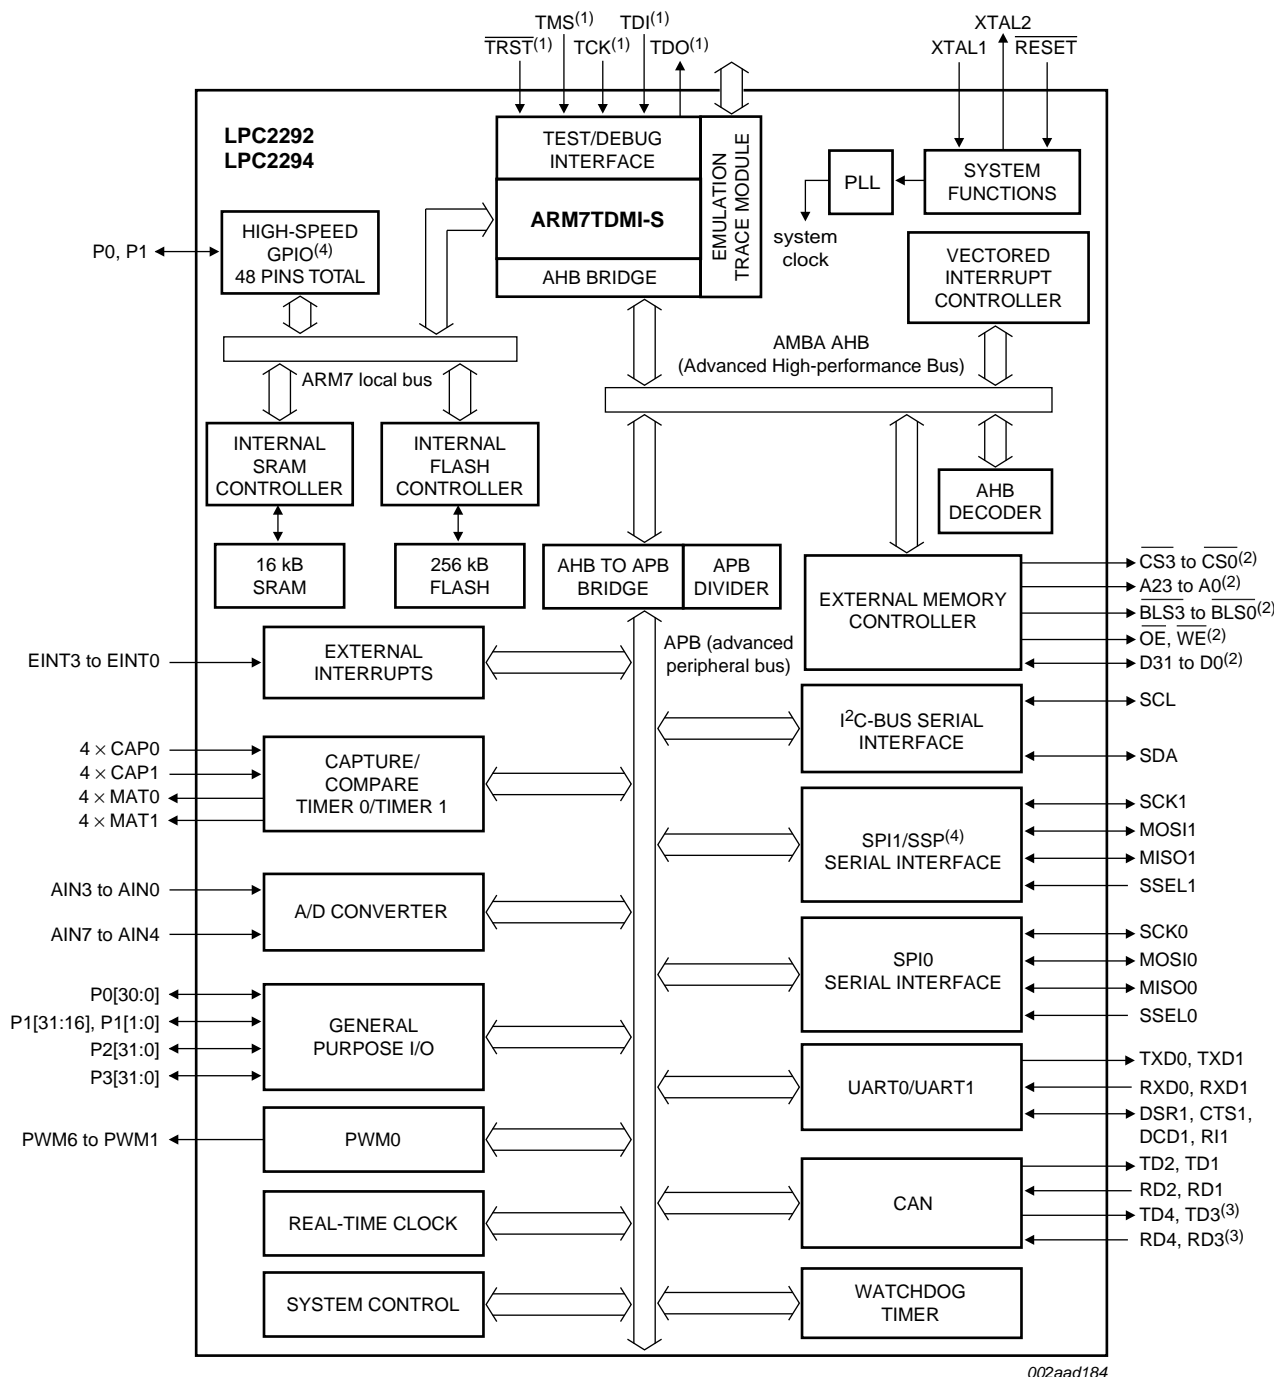 TMS(1)
TDI(1)
XTAL2
TRST(1)
TCK(1)
TDO(1)
XTAL1
RESET
LPC2292
LPC2294
TEST/DEBUG
INTERFACE
EMULATION
TRACE MODULE
PLL
SYSTEM
FUNCTIONS
ARM7TDMI-S
system
clock
P0, P1
HIGH-SPEED
GPIO(4)
48 PINS TOTAL
AHB BRIDGE
VECTORED
INTERRUPT
CONTROLLER
AMBA AHB
(Advanced High-performance Bus)
ARM7 local bus
INTERNAL
SRAM
CONTROLLER
INTERNAL
FLASH
CONTROLLER
AHB
DECODER
16 kB
SRAM
256 kB
FLASH
AHB TO APB
BRIDGE
APB
DIVIDER
EXTERNAL MEMORY
CONTROLLER
CS3 to CS0(2)
A23 to A0(2)
BLS3 to BLS0(2)
OE, WE(2)
D31 to D0(2)
EINT3 to EINT0
EXTERNAL
INTERRUPTS
APB (advanced
peripheral bus)
I2C-BUS SERIAL
INTERFACE
SCL
SDA
4 × CAP0
4 × CAP1
4 × MAT0
4 × MAT1
CAPTURE/
COMPARE
TIMER 0/TIMER 1
SPI1/SSP(4)
SERIAL INTERFACE
SCK1
MOSI1
MISO1
SSEL1
AIN3 to AIN0
AIN7 to AIN4
A/D CONVERTER
SPI0
SERIAL INTERFACE
SCK0
MOSI0
MISO0
SSEL0
P0[30:0]
P1[31:16], P1[1:0]
P2[31:0]
P3[31:0]
GENERAL
PURPOSE I/O
UART0/UART1
TXD0, TXD1
RXD0, RXD1
DSR1, CTS1,
DCD1, RI1
PWM6 to PWM1
PWM0
CAN
TD2, TD1
RD2, RD1
TD4, TD3(3)
RD4, RD3(3)
REAL-TIME CLOCK
SYSTEM CONTROL
WATCHDOG
TIMER
002aad184